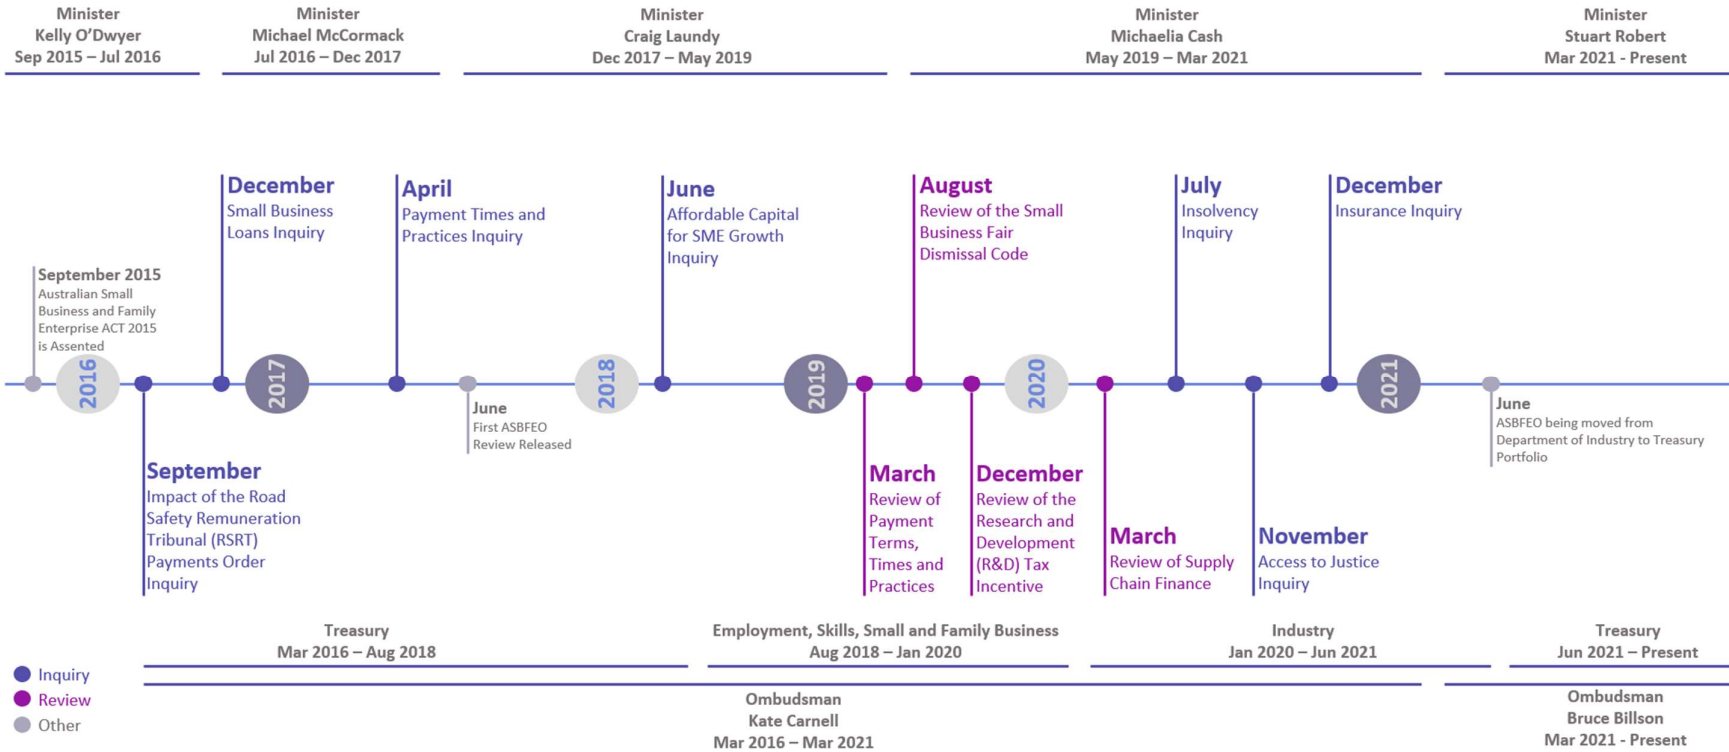 Minister
Kelly O’Dwyer
Sep 2015 – Jul 2016
Minister
Michael McCormack
Jul 2016 – Dec 2017
Minister
Craig Laundy
Dec 2017 – May 2019
Minister
Michaelia Cash
May 2019 – Mar 2021
Minister
Stuart Robert
Mar 2021 - Present
September 2015
Australian Small
Business and Family
Enterprise ACT 2015
is Assented
December
Small Business
Loans Inquiry
April
Payment Times and
Practices Inquiry
June
Affordable Capital
for SME Growth
Inquiry
August
Review of the Small
Business Fair
Dismissal Code
July
Insolvency
Inquiry
December
Insurance Inquiry
2016
2017
2018
2019
2020
2021
September
Impact of the Road
Safety Remuneration
Tribunal (RSRT)
Payments Order
Inquiry
June
First ASBFEO
Review Released
March
Review of
Payment
Terms,
Times and
Practices
December
Review of the
Research and
Development
(R&D) Tax
Incentive
March
Review of Supply
Chain Finance
November
Access to Justice
Inquiry
June
ASBFEO being moved from
Department of Industry to Treasury
Portfolio
Treasury
Mar 2016 – Aug 2018
Employment, Skills, Small and Family Business
Aug 2018 – Jan 2020
Industry
Jan 2020 – Jun 2021
Treasury
Jun 2021 – Present
Inquiry
Review
Other
Ombudsman
Kate Carnell
Mar 2016 – Mar 2021
Ombudsman
Bruce Billson
Mar 2021 - Present